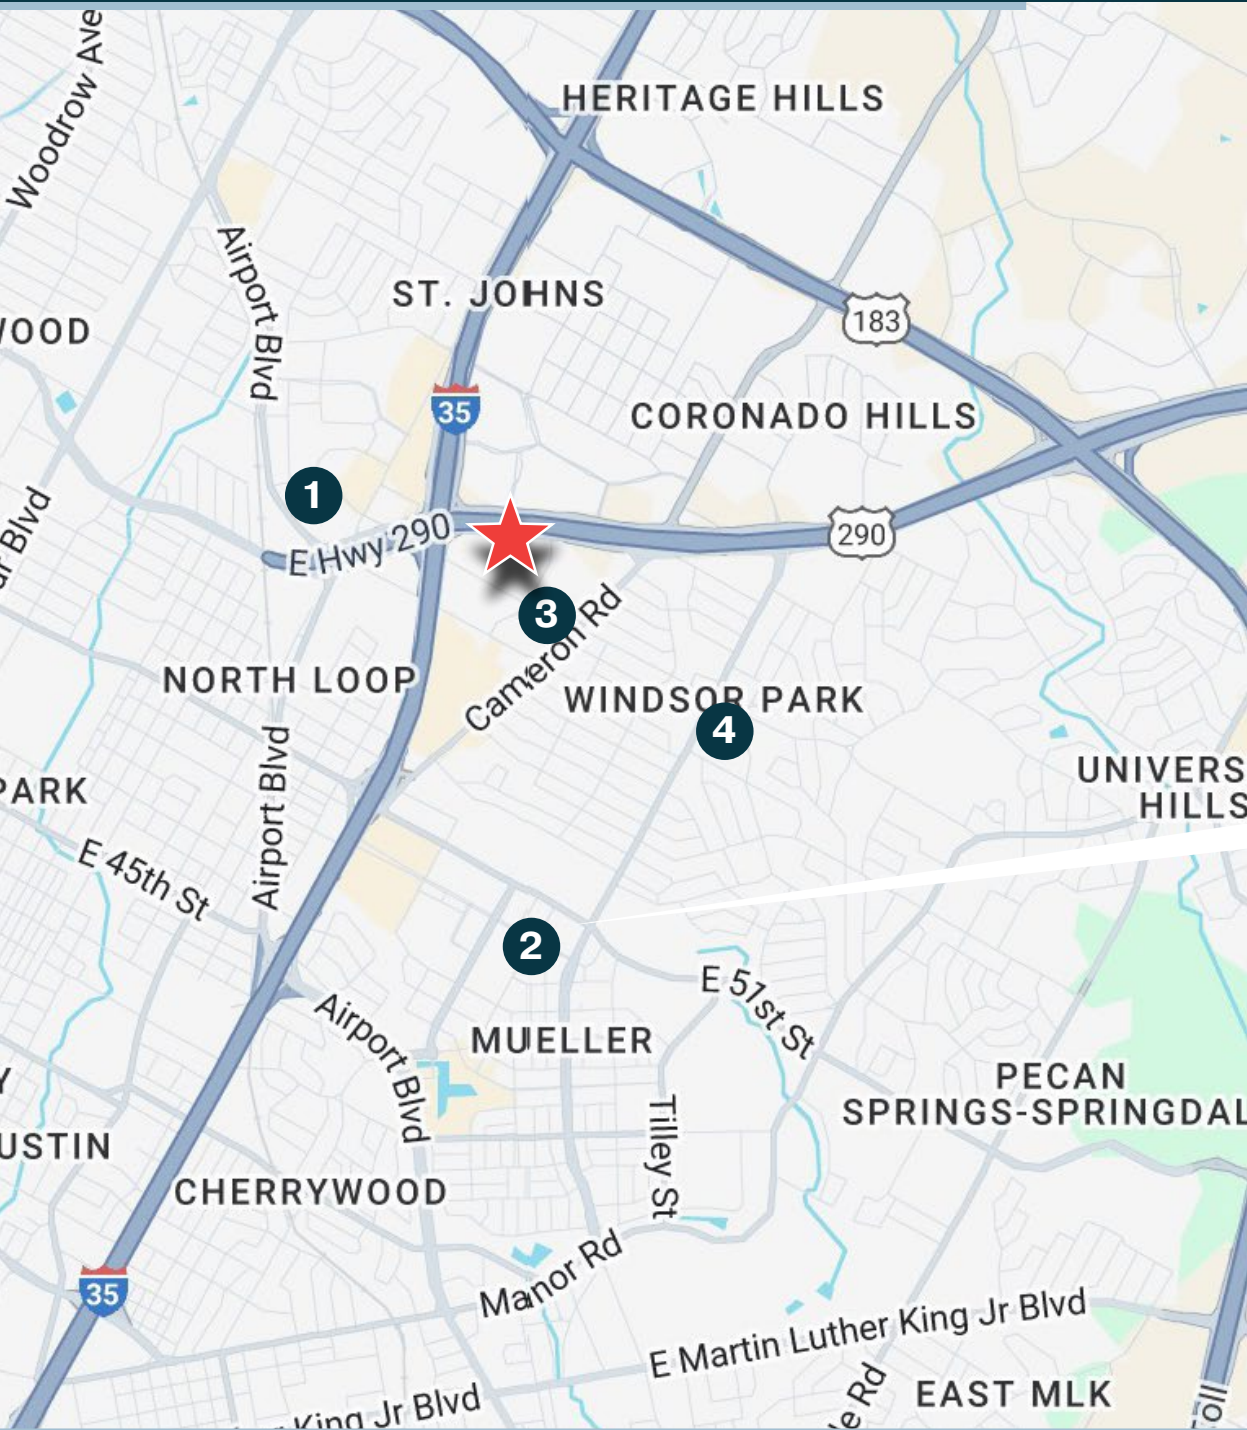 Woodrow Ave
HERITAGE HILLS
Airport Blvd
ST. JOHNS
183
35
CORONADO HILLS
1
E Hwy 290
290
3
Cameron Rd
NORTH LOOP
WINDSOR PARK
4
Airport Blvd
PARK
UNIVERS
HILLS
E 45th St
2
E 51st St
Airport Blvd
MUELLER
PECAN
SPRINGS-SPRINGDAL
Tilley St
USTIN
CHERRYWOOD
Manor Rd
35
E Martin Luther King Jr Blvd
King Jr Blvd
EAST MLK